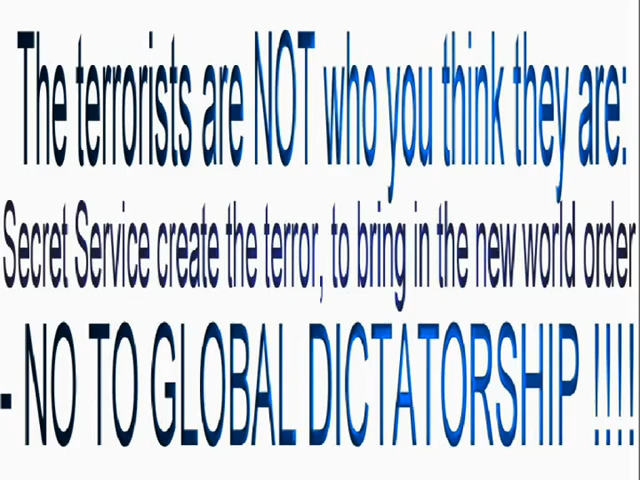 The terrorists are NOT who you think they are:
Secret Service create the terror, to bring in the new world order
- NO TO GLOBAL DICTATORSHIP !!!!